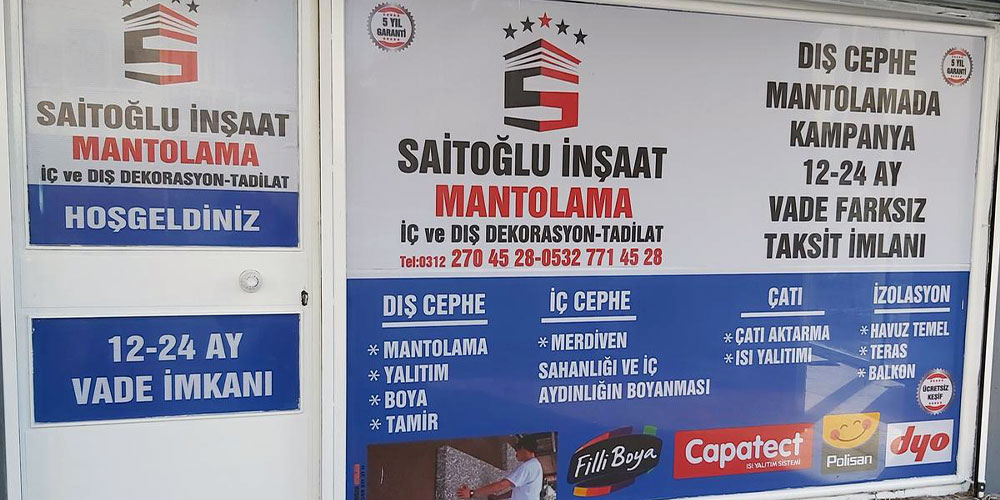 SAİTOĞLU İNŞAAT
MANTOLAMA
İÇ ve DIŞ DEKORASYON-TADİLAT
HOŞGELDİNİZ
12-24 AY
VADE İMKANI
5 YIL
GARANTİ
SAİTOĞLU İNŞAAT
MANTOLAMA
İÇ ve DIŞ DEKORASYON-TADİLAT
Tel:0312 270 45 28-0532 771 45 28
DIŞ CEPHE
MANTOLAMADA
KAMPANYA
12-24 AY
VADE FARKSIZ
TAKSİT İMLANI
5 YIL
GARANTİ
DIŞ CEPHE
* MANTOLAMA
* YALITIM
* BOYA
* TAMİR
İÇ CEPHE
* MERDİVEN
SAHANLIĞI VE İÇ
AYDINLIĞIN BOYANMASI
ÇATI
* ÇATI AKTARMA
* ISI YALITIMI
İZOLASYON
* HAVUZ TEMEL
* TERAS
* BALKON
ÜCRETSİZ
KEŞİF
Filli Boya
Capatect
ISI YALITIM SİSTEMİ
Polisan
dyo